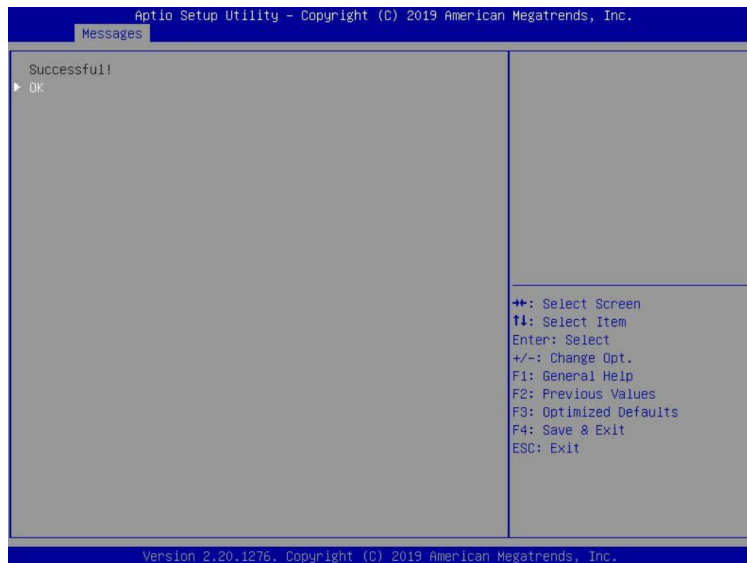 Aptio Setup Utility – Copyright (C) 2019 American Megatrends, Inc.
Messages
Successful!
▶ OK
→←: Select Screen
↑↓: Select Item
Enter: Select
+/-: Change Opt.
F1: General Help
F2: Previous Values
F3: Optimized Defaults
F4: Save & Exit
ESC: Exit
Version 2.20.1276. Copyright (C) 2019 American Megatrends, Inc.